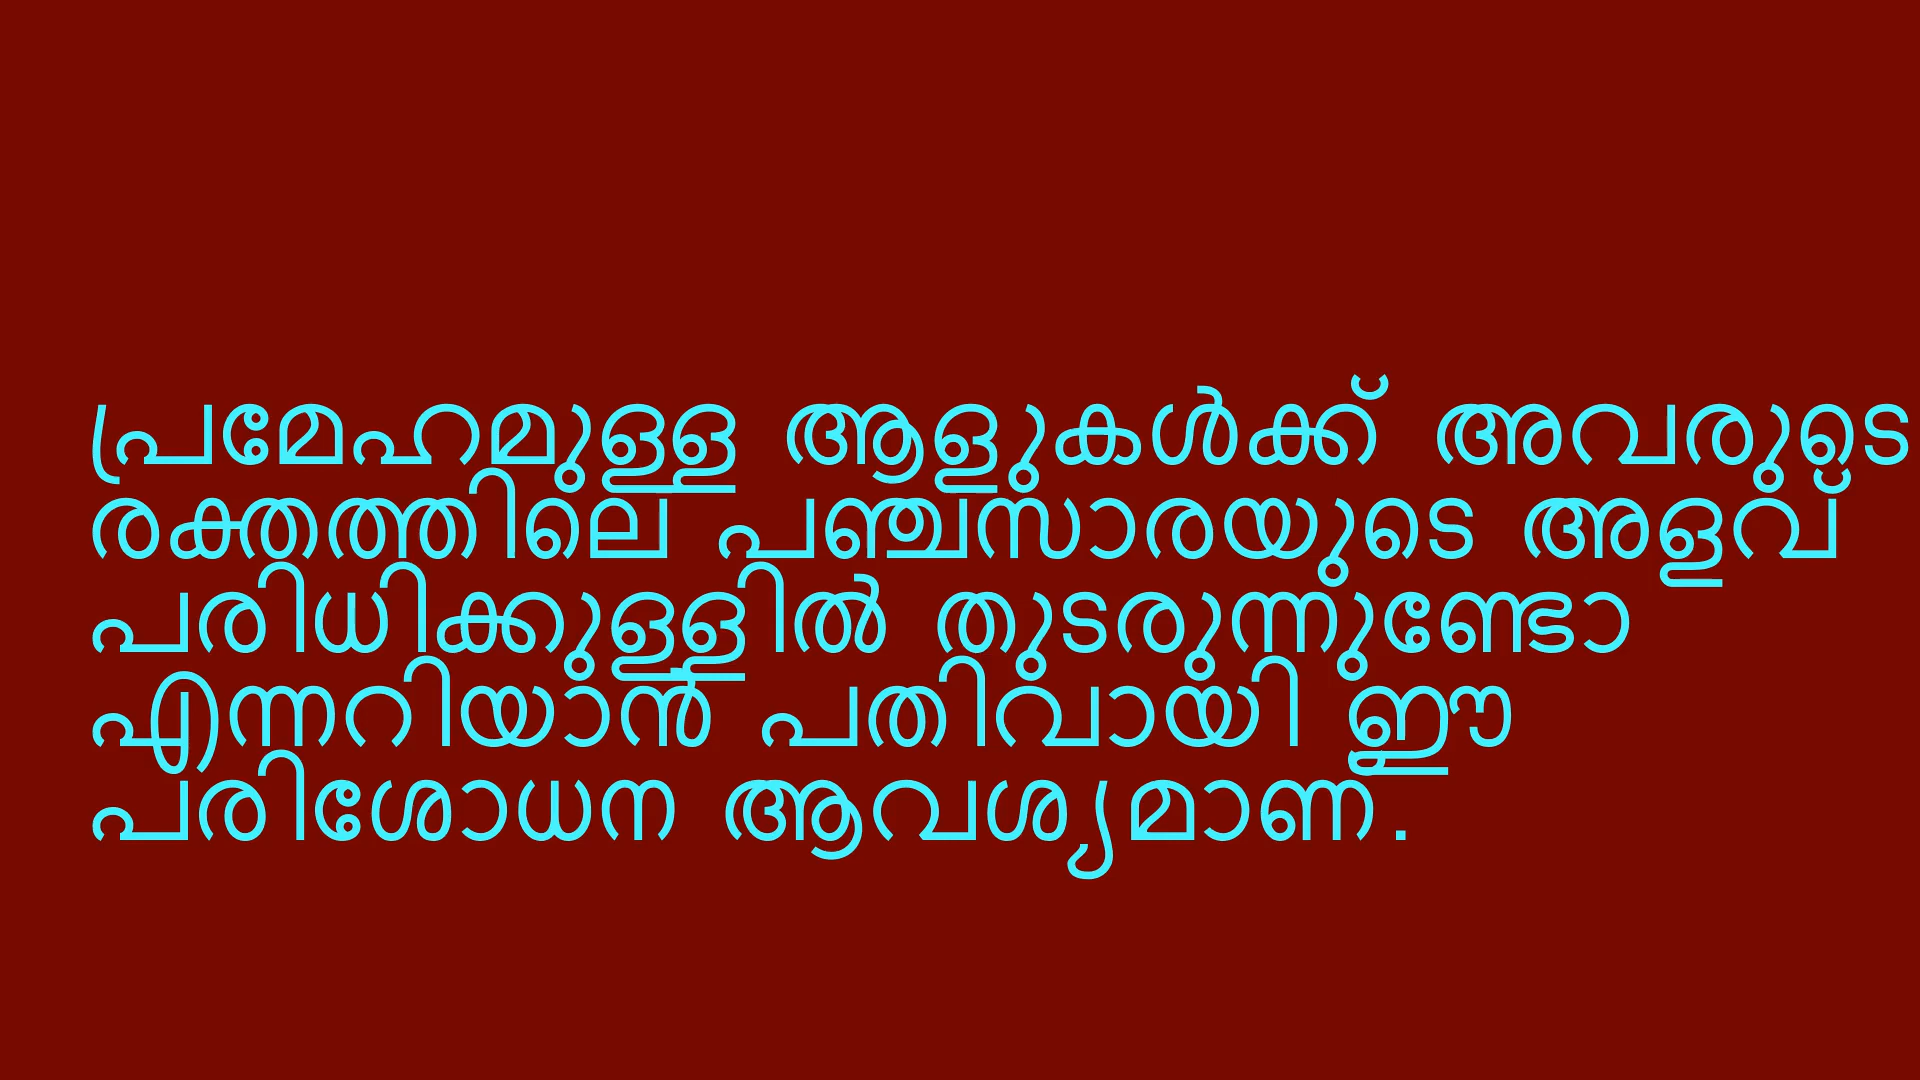 പ്രമേഹമുള്ള ആളുകൾക്ക് അവരുടെ
രക്തത്തിലെ പഞ്ചസാരയുടെ അളവ്
പരിധിക്കുള്ളിൽ തുടരുന്നുണ്ടോ
എന്നറിയാൻ പതിവായി ഈ
പരിശോധന ആവശ്യമാണ.